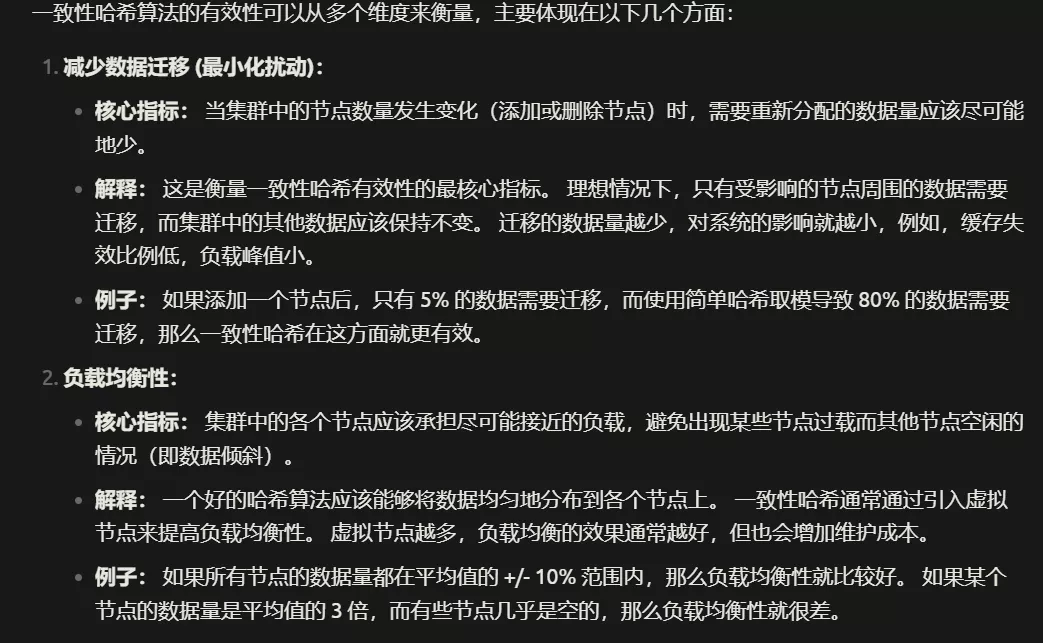 一致性哈希算法的有效性可以从多个维度来衡量，主要体现在以下几个方面：
1. 减少数据迁移 (最小化扰动)：
• 核心指标： 当集群中的节点数量发生变化（添加或删除节点）时，需要重新分配的数据量应该尽可能
地少。
• 解释： 这是衡量一致性哈希有效性的最核心指标。 理想情况下，只有受影响的节点周围的数据需要
迁移，而集群中的其他数据应该保持不变。 迁移的数据量越少，对系统的影响就越小，例如，缓存失
效比例低，负载峰值小。
• 例子： 如果添加一个节点后，只有 5% 的数据需要迁移，而使用简单哈希取模导致 80% 的数据需要
迁移，那么一致性哈希在这方面就更有效。
2. 负载均衡性：
• 核心指标： 集群中的各个节点应该承担尽可能接近的负载，避免出现某些节点过载而其他节点空闲的
情况（即数据倾斜）。
• 解释： 一个好的哈希算法应该能够将数据均匀地分布到各个节点上。 一致性哈希通常通过引入虚拟
节点来提高负载均衡性。 虚拟节点越多，负载均衡的效果通常越好，但也会增加维护成本。
• 例子： 如果所有节点的数据量都在平均值的 +/- 10% 范围内，那么负载均衡性就比较好。 如果某个
节点的数据量是平均值的 3 倍，而有些节点几乎是空的，那么负载均衡性就很差。